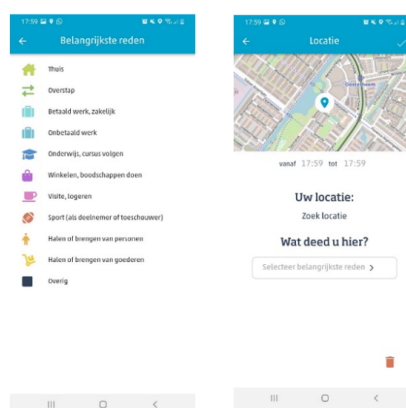 17:59
Belangrijkste reden
Thuis
Overstap
Betaald werk, zakelijk
Onbetaald werk
Onderwijs, cursus volgen
Winkelen, boodschappen doen
Visite, logeren
Sport (als deelnemer of toeschouwer)
Halen of brengen van personen
Halen of brengen van goederen
Overig
17:59
Locatie
vanaf 17:59 tot 17:59
Uw locatie:
Zoek locatie
Wat deed u hier?
Selecteer belangrijkste reden >